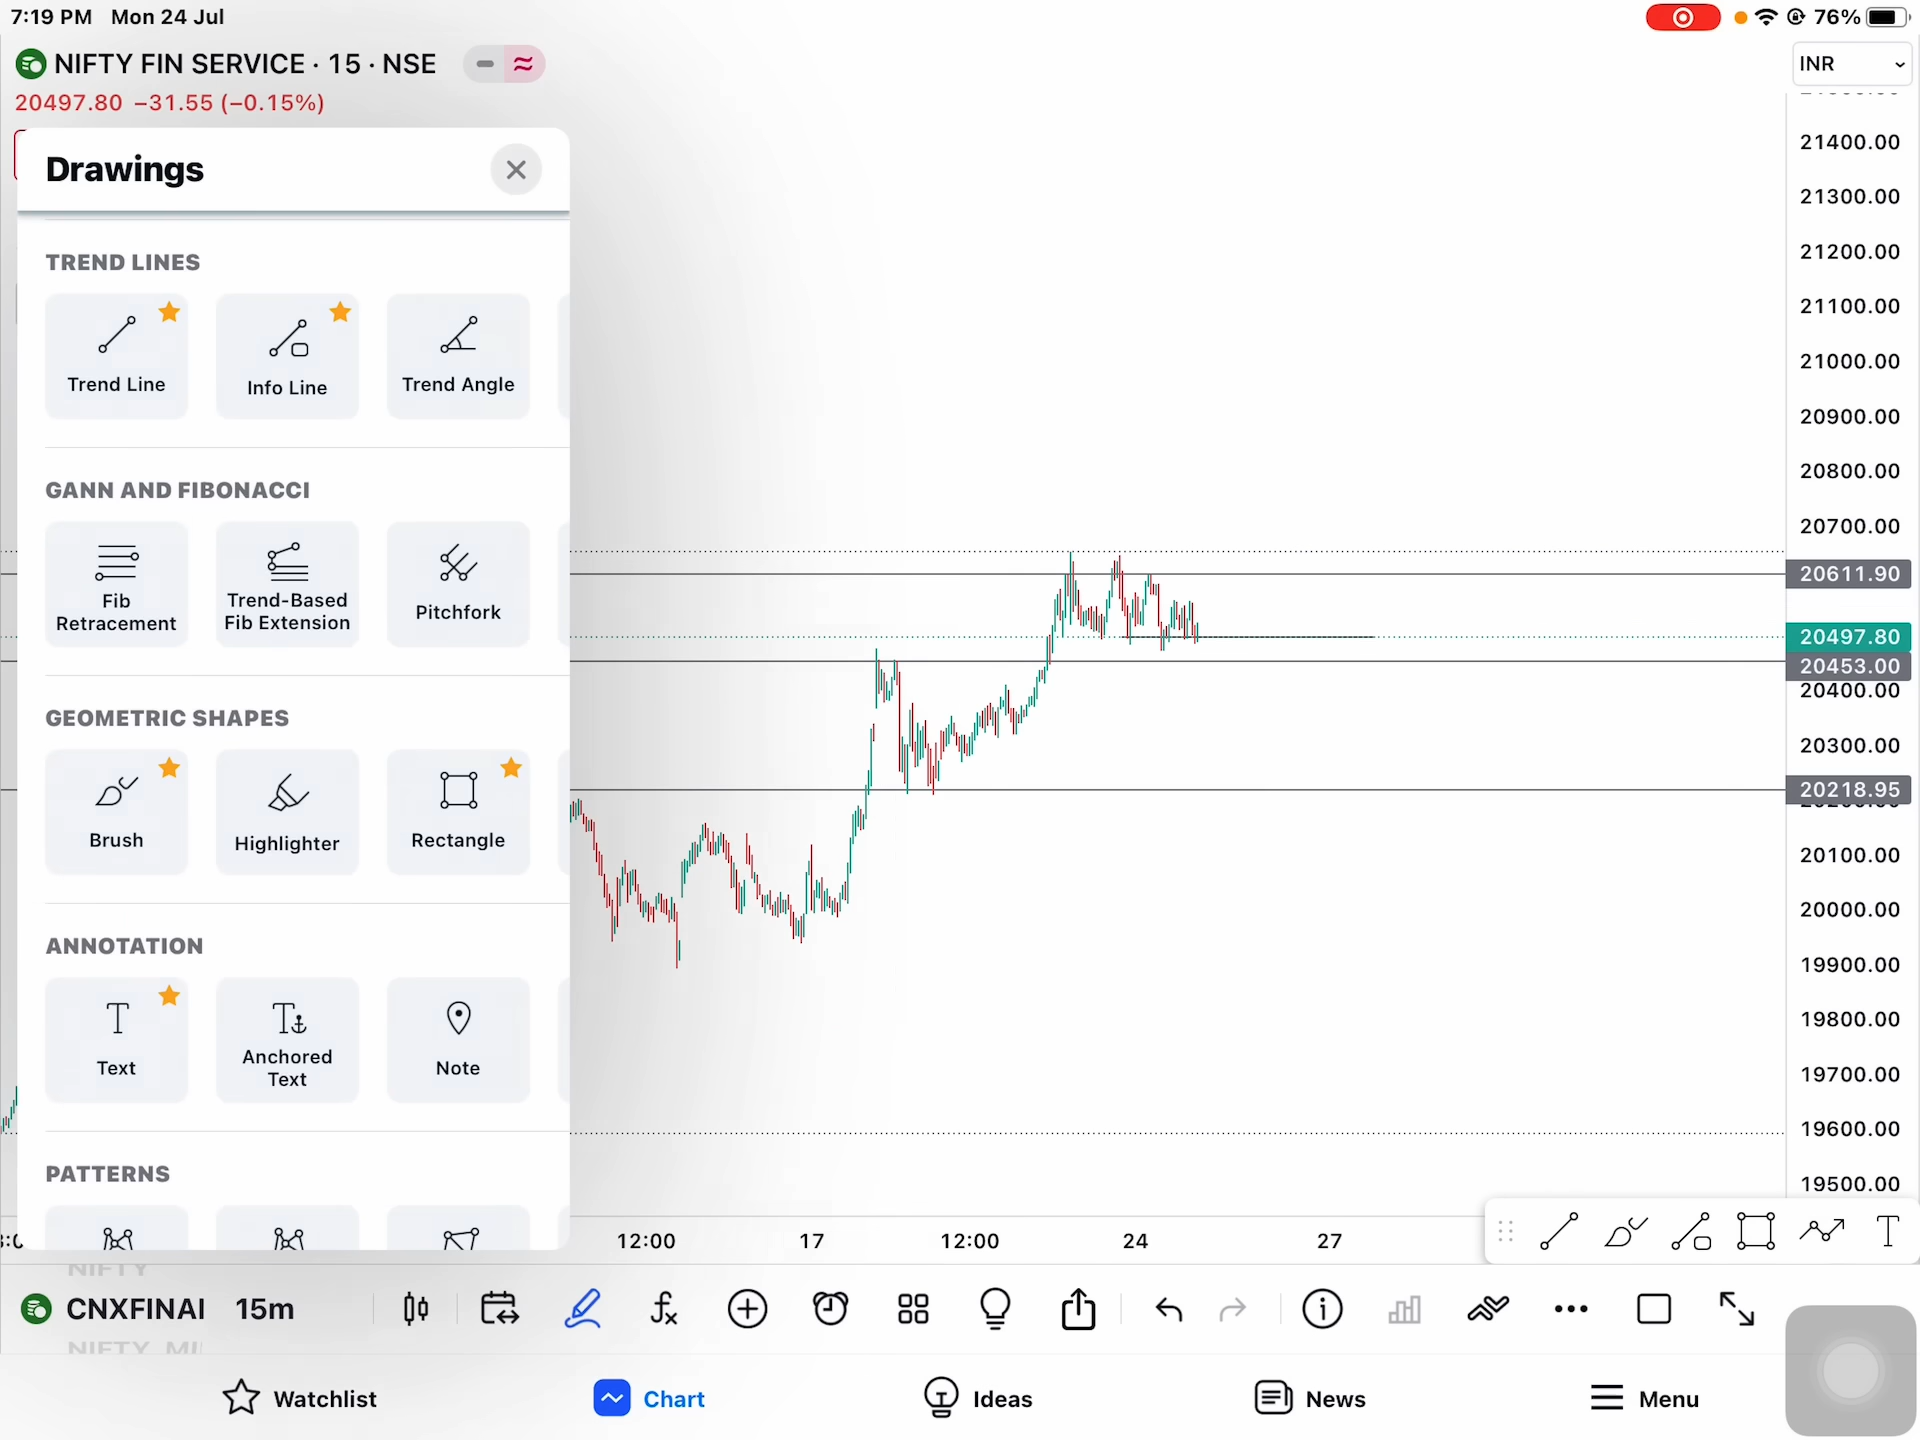 7:19 PM Mon 24 Jul
76%
NIFTY FIN SERVICE · 15 · NSE
INR
20497.80 −31.55 (−0.15%)
Drawings
TREND LINES
Trend Line
Info Line
Trend Angle
GANN AND FIBONACCI
Fib
Retracement
Trend-Based
Fib Extension
Pitchfork
GEOMETRIC SHAPES
Brush
Highlighter
Rectangle
ANNOTATION
Text
Anchored
Text
Note
PATTERNS
21400.00
21300.00
21200.00
21100.00
21000.00
20900.00
20800.00
20700.00
20611.90
20497.80
20453.00
20400.00
20300.00
20218.95
20100.00
20000.00
19900.00
19800.00
19700.00
19600.00
19500.00
12:00
17
12:00
24
27
NIFTY
CNXFINAI
15m
Watchlist
Chart
Ideas
News
Menu